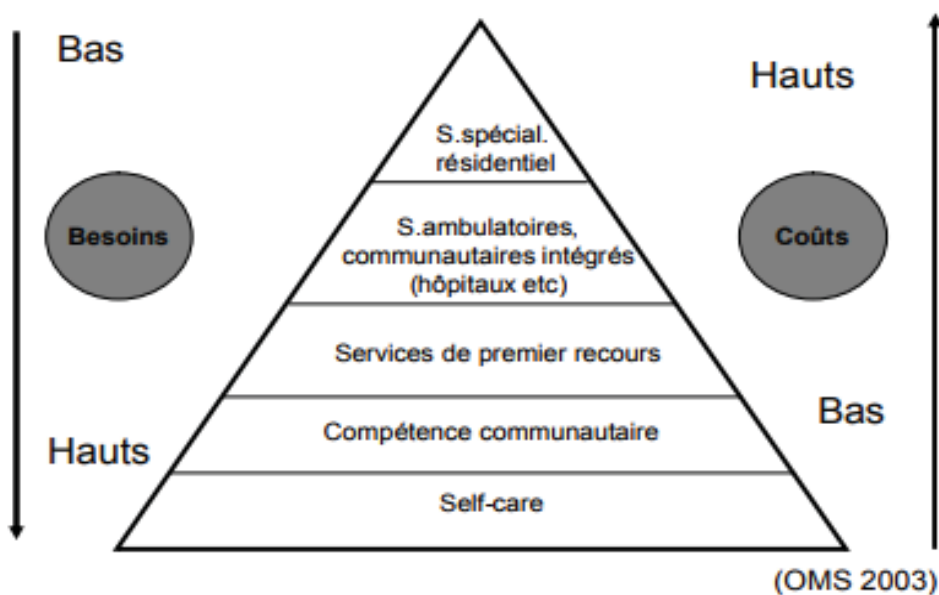 Bas
Hauts
S.spécial.
résidentiel
Besoins
S.ambulatoires,
communautaires intégrés
(hôpitaux etc)
Coûts
Services de premier recours
Bas
Compétence communautaire
Hauts
Self-care
(OMS 2003)